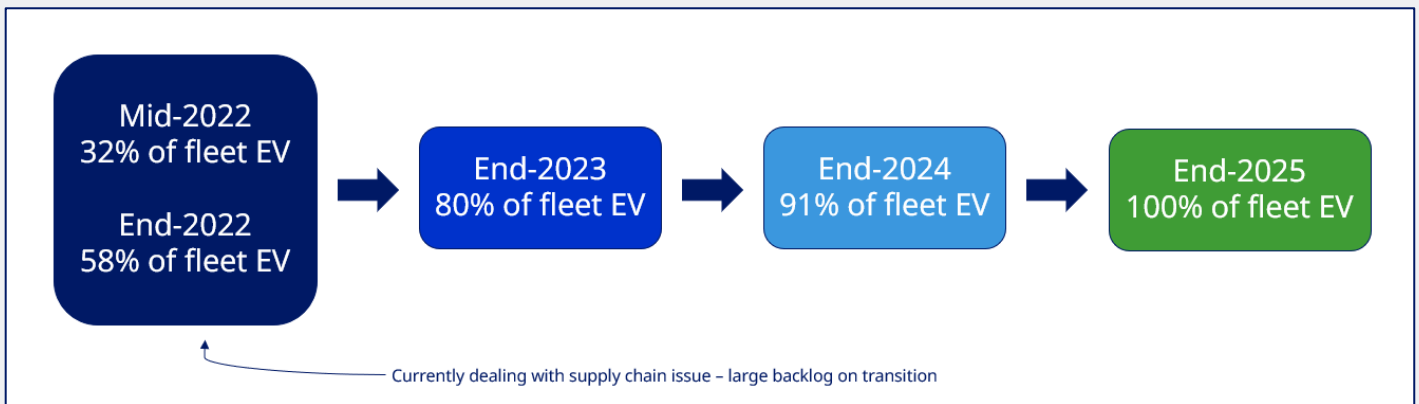 Mid-2022
32% of fleet EV
End-2022
58% of fleet EV
End-2023
80% of fleet EV
End-2024
91% of fleet EV
End-2025
100% of fleet EV
Currently dealing with supply chain issue – large backlog on transition